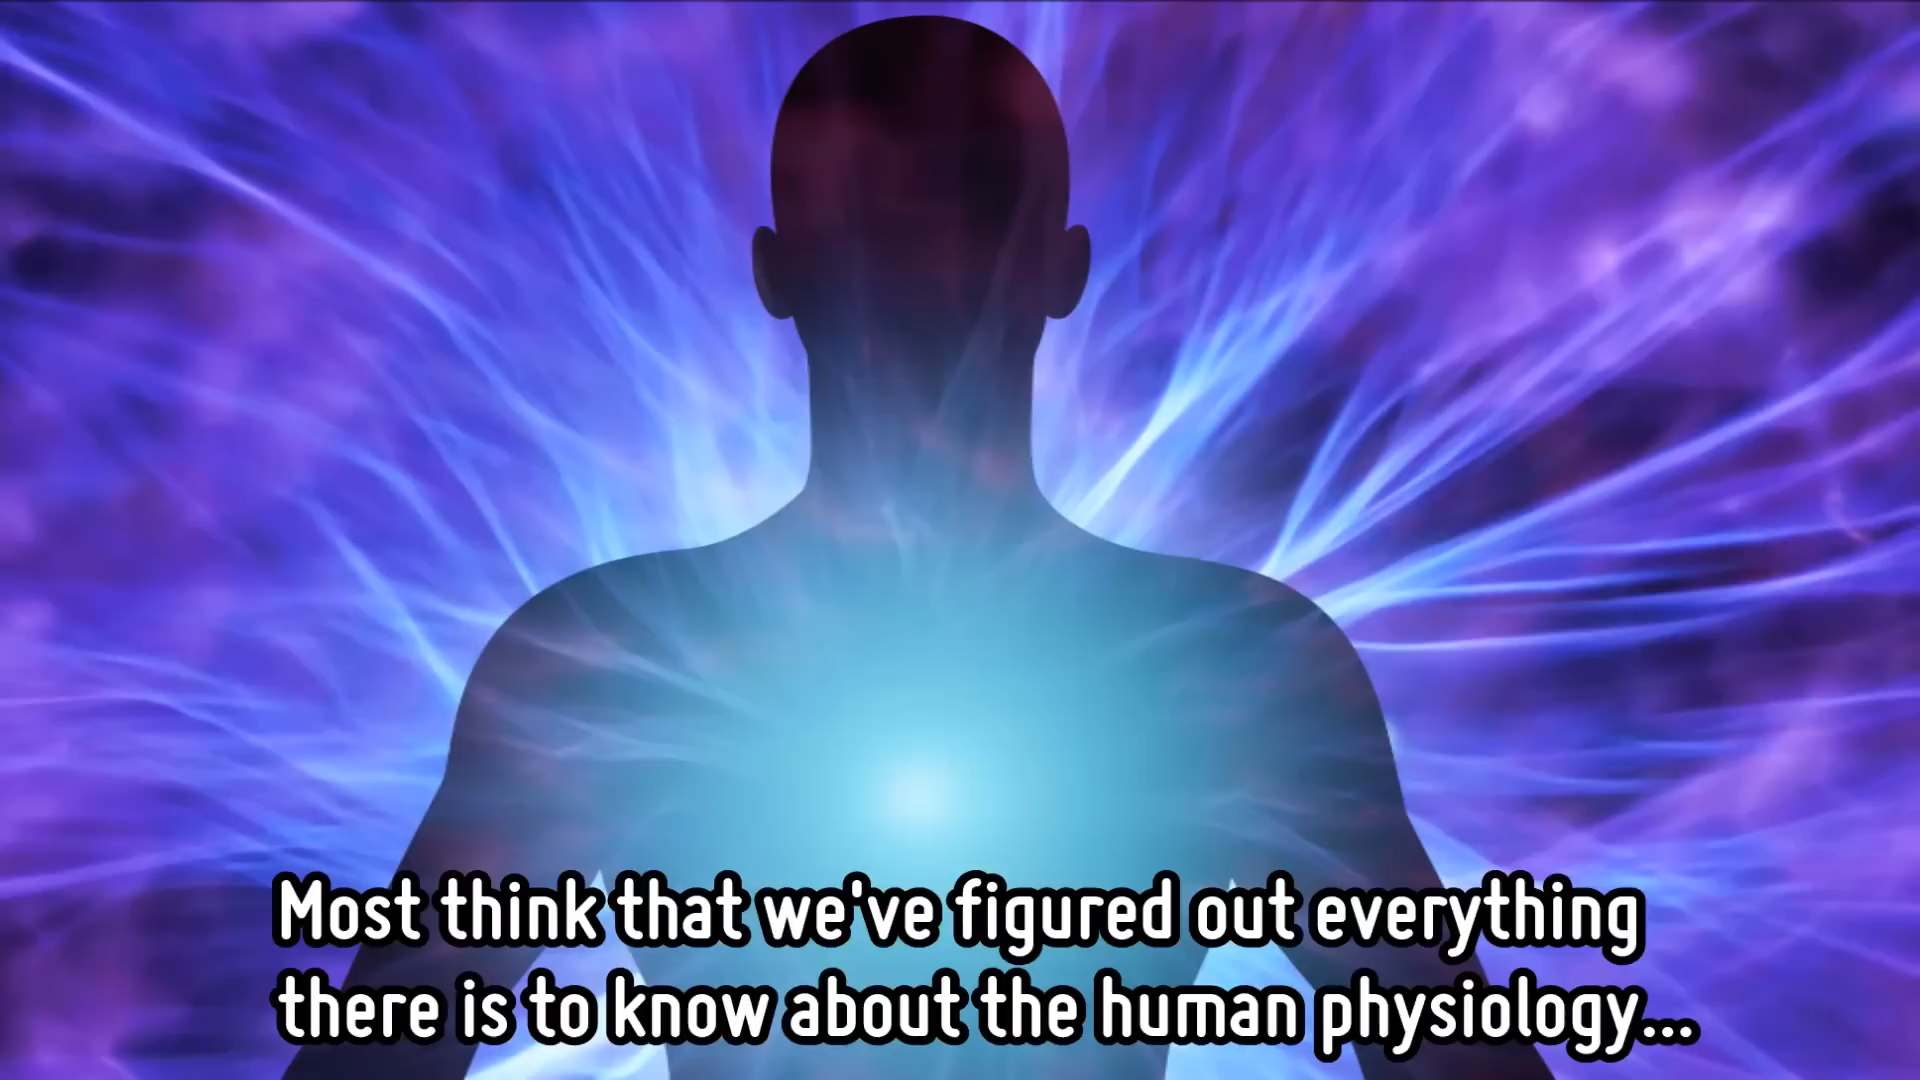 Most think that we've figured out everything
there is to know about the human physiology...